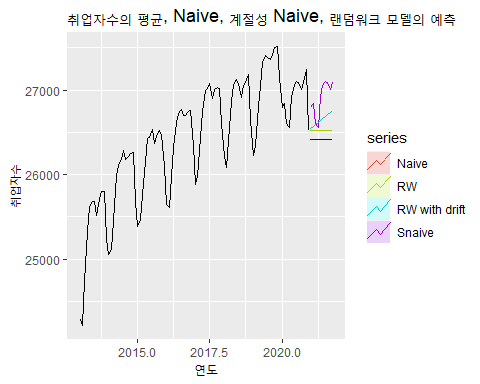 취업자수의 평균, Naive, 계절성 Naive, 랜덤워크 모델의 예측
27000
26000
25000
취업자수
2015.0
2017.5
2020.0
연도
series
Naive
RW
RW with drift
Snaive